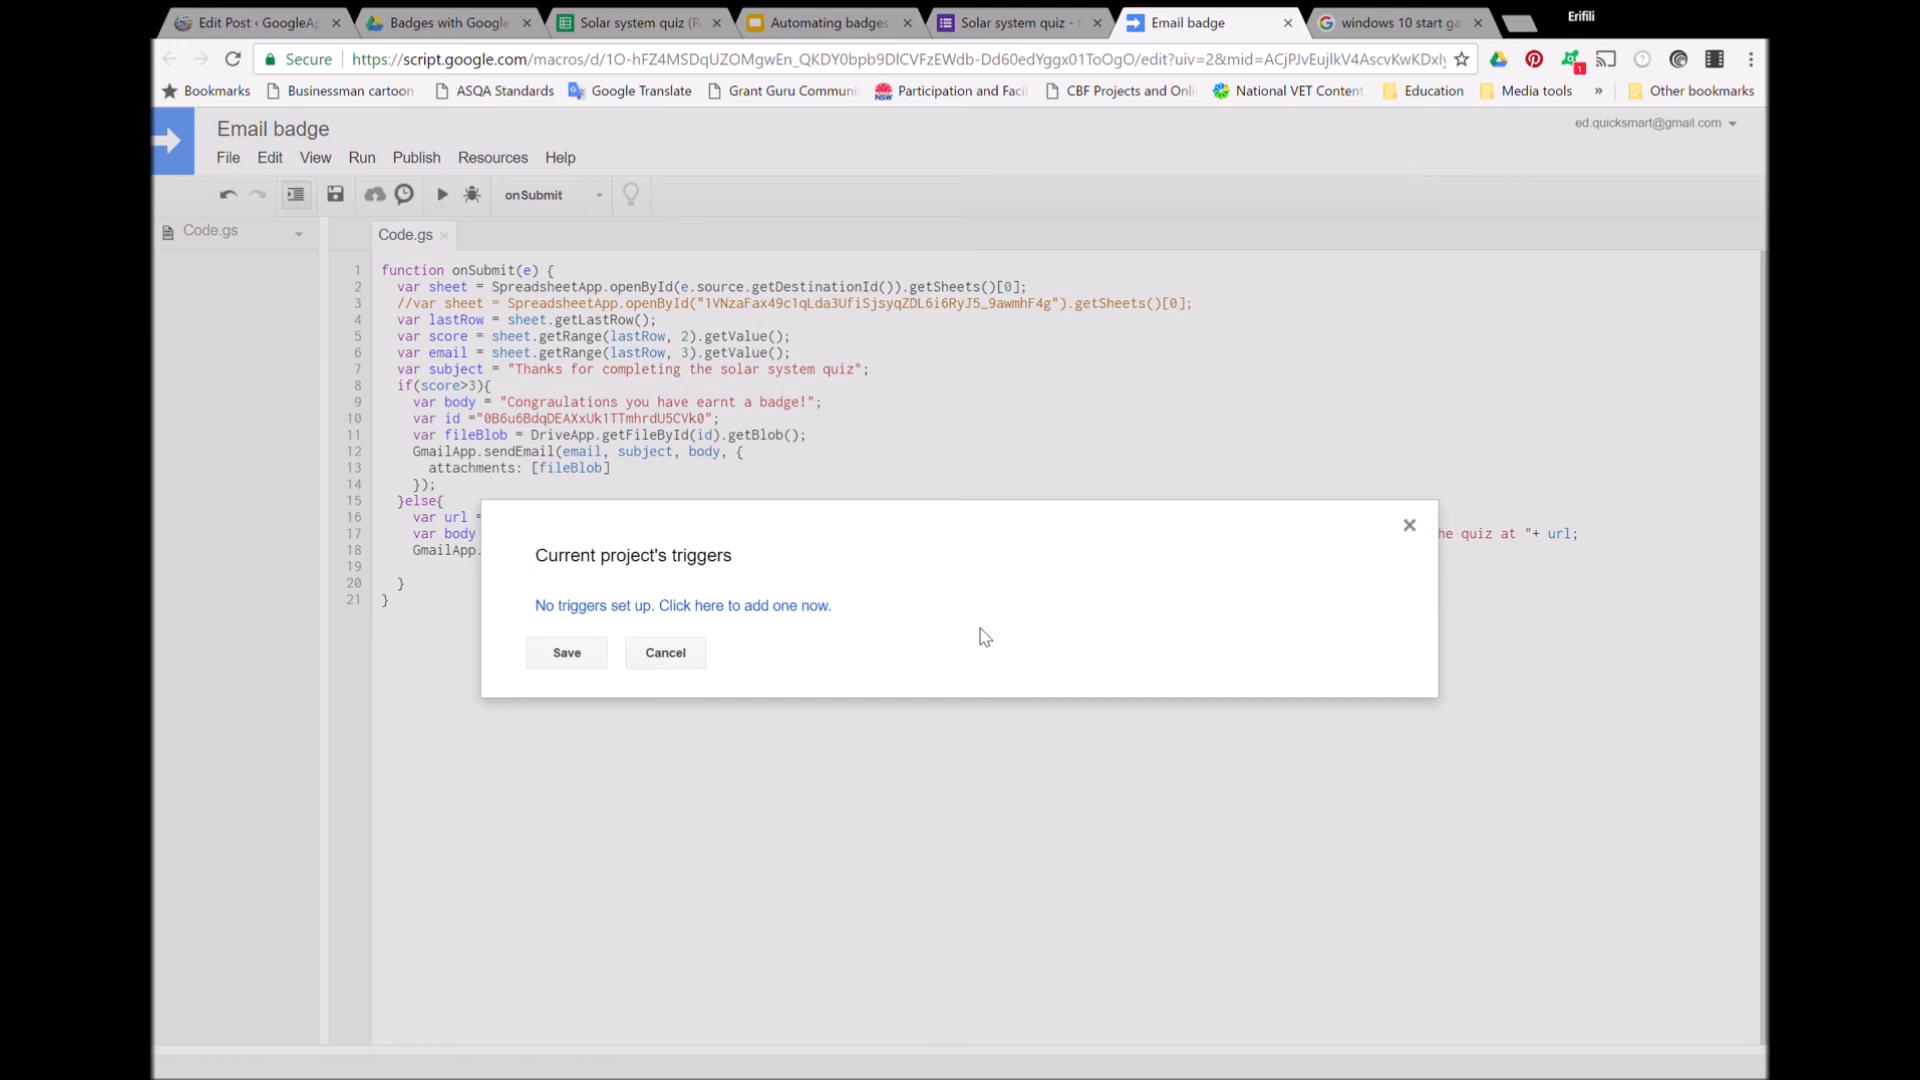 Edit Post ‹ GoogleAp
Badges with Google
Solar system quiz (R
Automating badges
Solar system quiz -
Email badge
windows 10 start ga
Erifili
Secure
https://script.google.com/macros/d/1O-hFZ4MSDqUZOMgwEn_QKDY0bpb9DlCVFzEWdb-Dd60edYggx01ToOgO/edit?uiv=2&mid=ACjPJvEujlkV4AscvKwKDxI
1
Bookmarks
Businessman cartoon
ASQA Standards
Google Translate
Grant Guru Commun
Participation and Facil
CBF Projects and Onli
National VET Content
Education
Media tools
»
Other bookmarks
Email badge
ed.quicksmart@gmail.com
File Edit View Run Publish Resources Help
onSubmit
Code.gs
Code.gs
1 function onSubmit(e) {
2 var sheet = SpreadsheetApp.openById(e.source.getDestinationId()).getSheets()[0];
3 //var sheet = SpreadsheetApp.openById("1VNzaFax49c1qLda3UfiSjsyqZDL6i6RyJ5_9awmhF4g").getSheets()[0];
4 var lastRow = sheet.getLastRow();
5 var score = sheet.getRange(lastRow, 2).getValue();
6 var email = sheet.getRange(lastRow, 3).getValue();
7 var subject = "Thanks for completing the solar system quiz";
8 if(score>3){
9 var body = "Congraulations you have earnt a badge!";
10 var id ="0B6u6BdqDEAXxUk1TTmhrdU5CVk0";
11 var fileBlob = DriveApp.getFileById(id).getBlob();
12 GmailApp.sendEmail(email, subject, body, {
13 attachments: [fileBlob]
14 });
15 }else{
16 var url =
17 var body he quiz at "+ url;
18 GmailApp.
19
20 }
21 }
Current project's triggers
No triggers set up. Click here to add one now.
Save Cancel